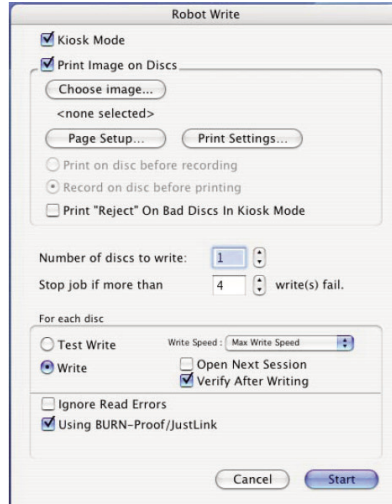 Robot Write
Kiosk Mode
Print Image on Discs
Choose image...
<none selected>
Page Setup... Print Settings...
Print on disc before recording
Record on disc before printing
Print "Reject" On Bad Discs In Kiosk Mode
Number of discs to write: 1
Stop job if more than 4 write(s) fail.
For each disc
Test Write Write Speed : Max Write Speed
Write Open Next Session
Verify After Writing
Ignore Read Errors
Using BURN-Proof/JustLink
Cancel Start